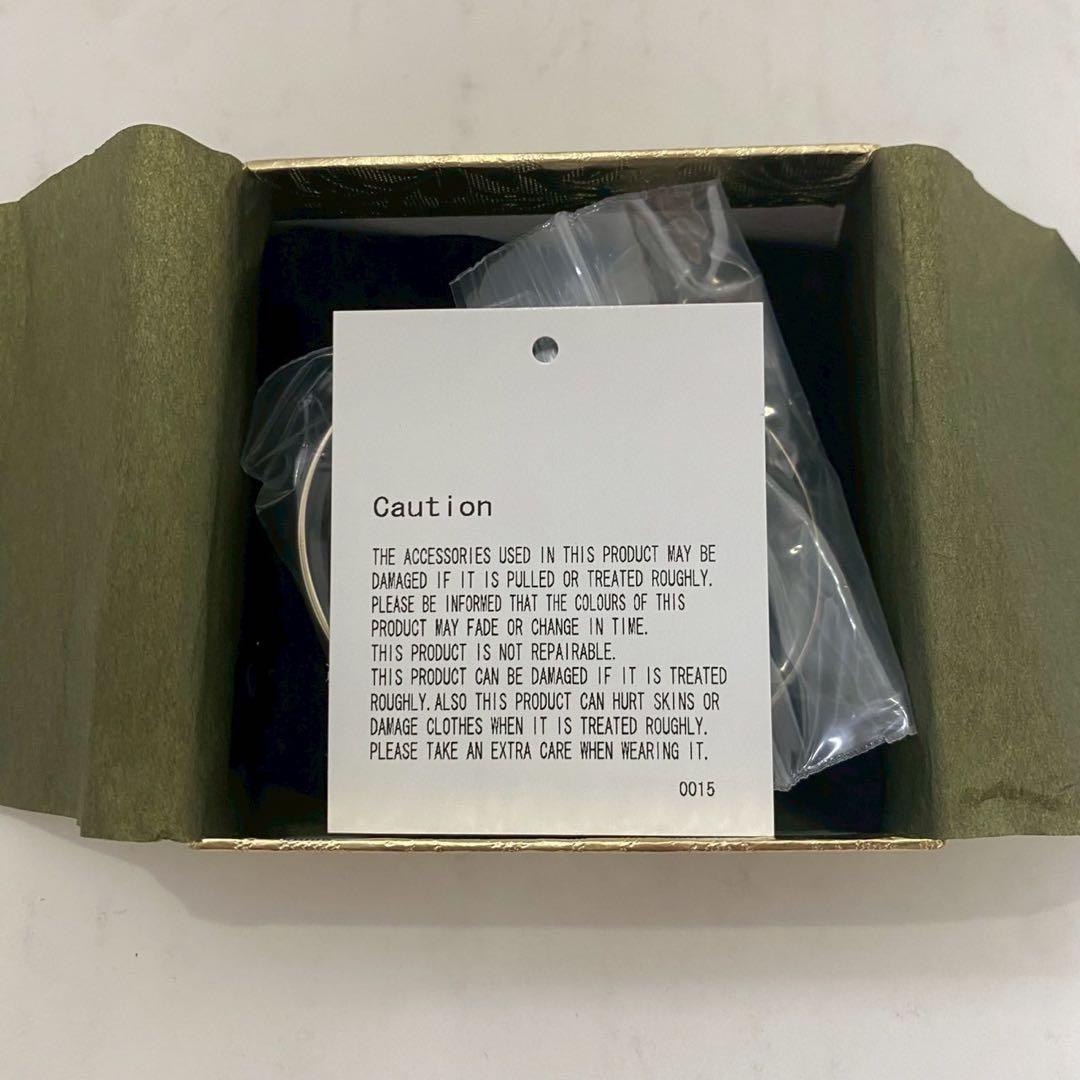 Caution
THE ACCESSORIES USED IN THIS PRODUCT MAY BE
DAMAGED IF IT IS PULLED OR TREATED ROUGHLY.
PLEASE BE INFORMED THAT THE COLOURS OF THIS
PRODUCT MAY FADE OR CHANGE IN TIME.
THIS PRODUCT IS NOT REPAIRABLE.
THIS PRODUCT CAN BE DAMAGED IF IT IS TREATED
ROUGHLY. ALSO THIS PRODUCT CAN HURT SKINS OR
DAMAGE CLOTHES WHEN IT IS TREATED ROUGHLY.
PLEASE TAKE AN EXTRA CARE WHEN WEARING IT.
0015